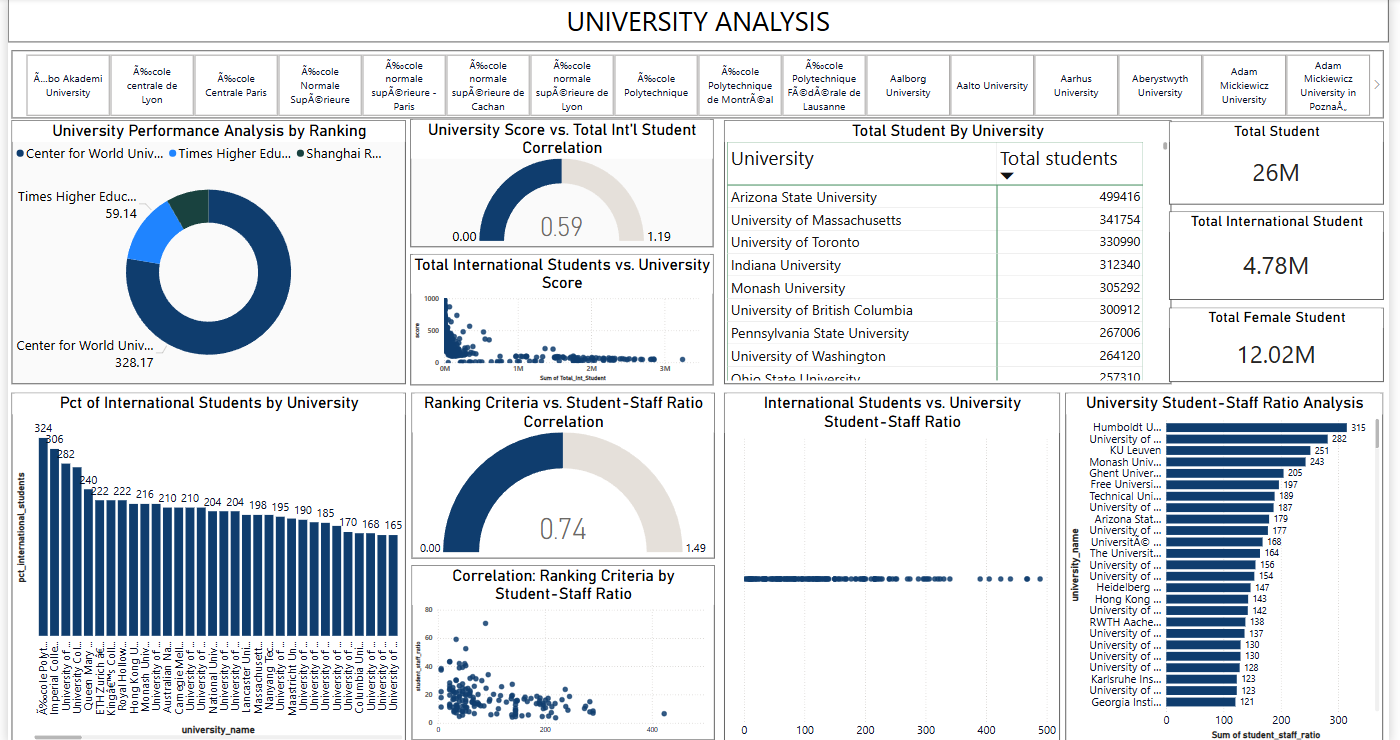 UNIVERSITY ANALYSIS
Ã…bo Akademi
University
Ã‰cole
centrale de
Lyon
Ã‰cole
Centrale Paris
Ã‰cole
Normale
SupÃ©rieure
Ã‰cole
normale
supÃ©rieure -
Paris
Ã‰cole
normale
supÃ©rieure de
Cachan
Ã‰cole
normale
supÃ©rieure de
Lyon
Ã‰cole
Polytechnique
Ã‰cole
Polytechnique
de MontrÃ©al
Ã‰cole
Polytechnique
FÃ©dÃ©rale de
Lausanne
Aalborg
University
Aalto University
Aarhus
University
Aberystwyth
University
Adam
Mickiewicz
University
Adam
Mickiewicz
University in
PoznaÅ„
University Performance Analysis by Ranking
Center for World Univ... Times Higher Edu... Shanghai R...
Times Higher Educ...
59.14
Center for World Univ...
328.17
University Score vs. Total Int'l Student
Correlation
0.59
0.00 1.19
Total International Students vs. University
Score
score
1000
500
0
0M 1M 2M 3M
Sum of Total_Int_Student
Total Student By University
University Total students
Arizona State University 499416
University of Massachusetts 341754
University of Toronto 330990
Indiana University 312340
Monash University 305292
University of British Columbia 300912
Pennsylvania State University 267006
University of Washington 264120
Ohio State University 257310
Total Student
26M
Total International Student
4.78M
Total Female Student
12.02M
Pct of International Students by University
pct_international_students
324
306
282
240
222 222 216 210 210 204 204 198 195 190 185 170 168 165
Ã‰cole Polyt...
Imperial Colle...
University of ...
University Col...
Queen Mary ...
ETH Zurich â€...
Kingâ€™s Coll...
Royal Hollow...
Hong Kong U...
Monash Univ...
University of ...
Australian Na...
Carnegie Mell...
University of ...
University of ...
National Univ...
University of ...
University of ...
Lancaster Uni...
Massachusett...
Nanyang Tec...
University of ...
Maastricht Un...
University of ...
University of ...
University of ...
University of ...
University of ...
Columbia Uni...
University of ...
University of ...
University of ...
university_name
Ranking Criteria vs. Student-Staff Ratio
Correlation
0.74
0.00 1.49
Correlation: Ranking Criteria by
Student-Staff Ratio
student_staff_ratio
80
60
40
20
0
0 200 400
International Students vs. University
Student-Staff Ratio
0 100 200 300 400 500
University Student-Staff Ratio Analysis
university_name
Humboldt U... 315
University of ... 282
KU Leuven 251
Monash Univ... 243
Ghent Univer... 205
Free Universi... 197
Technical Uni... 189
University of ... 187
Arizona Stat... 179
University of ... 177
UniversitÃ© ... 168
The Universit... 164
University of ... 156
University of ... 154
Heidelberg ... 147
Hong Kong ... 143
University of ... 142
RWTH Aache... 138
University of ... 137
University of ... 130
University of ... 130
University of ... 128
Karlsruhe Ins... 123
University of ... 123
Georgia Insti... 121
0 100 200 300
Sum of student_staff_ratio